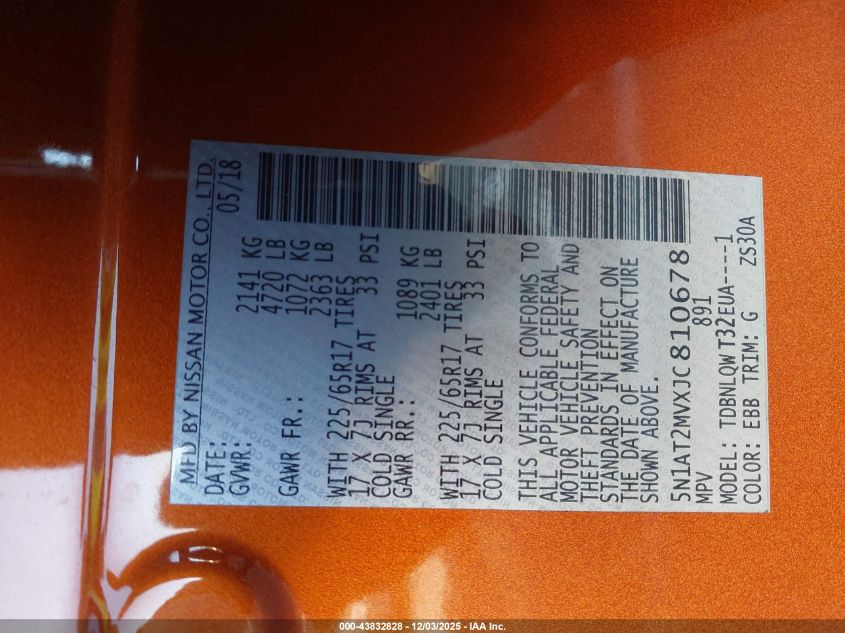 MFD BY NISSAN MOTOR CO., LTD.
DATE: 05/18
GVWR: 2141 KG
4720 LB
GAWR FR.: 1072 KG
2363 LB
WITH 225/65R17 TIRES
17 X 7J RIMS AT 33 PSI
COLD SINGLE
GAWR RR.: 1089 KG
2401 LB
WITH 225/65R17 TIRES
17 X 7J RIMS AT 33 PSI
COLD SINGLE
THIS VEHICLE CONFORMS TO
ALL APPLICABLE FEDERAL
MOTOR VEHICLE SAFETY AND
THEFT PREVENTION
STANDARDS IN EFFECT ON
THE DATE OF MANUFACTURE
SHOWN ABOVE.
5N1AT2MVXJC810678
MPV 891
MODEL: TDBNLQW T32EUA----1
COLOR: EBB TRIM: G ZS30A
000-43832828 - 12/03/2025 - IAA Inc.